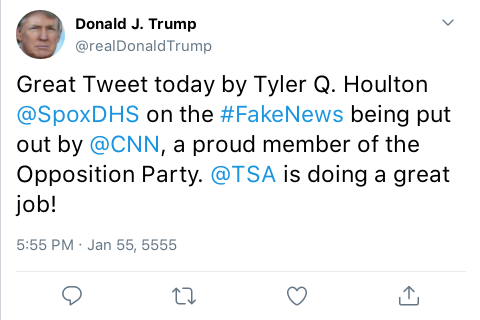 Donald J. Trump
@realDonaldTrump
Great Tweet today by Tyler Q. Houlton
@SpoxDHS on the #FakeNews being put
out by @CNN, a proud member of the
Opposition Party. @TSA is doing a great
job!
5:55 PM · Jan 55, 5555